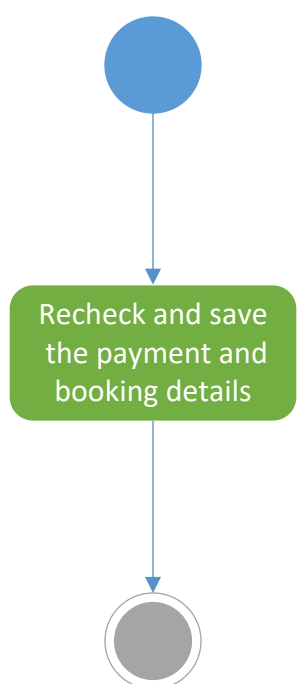 Recheck and save
the payment and
booking details